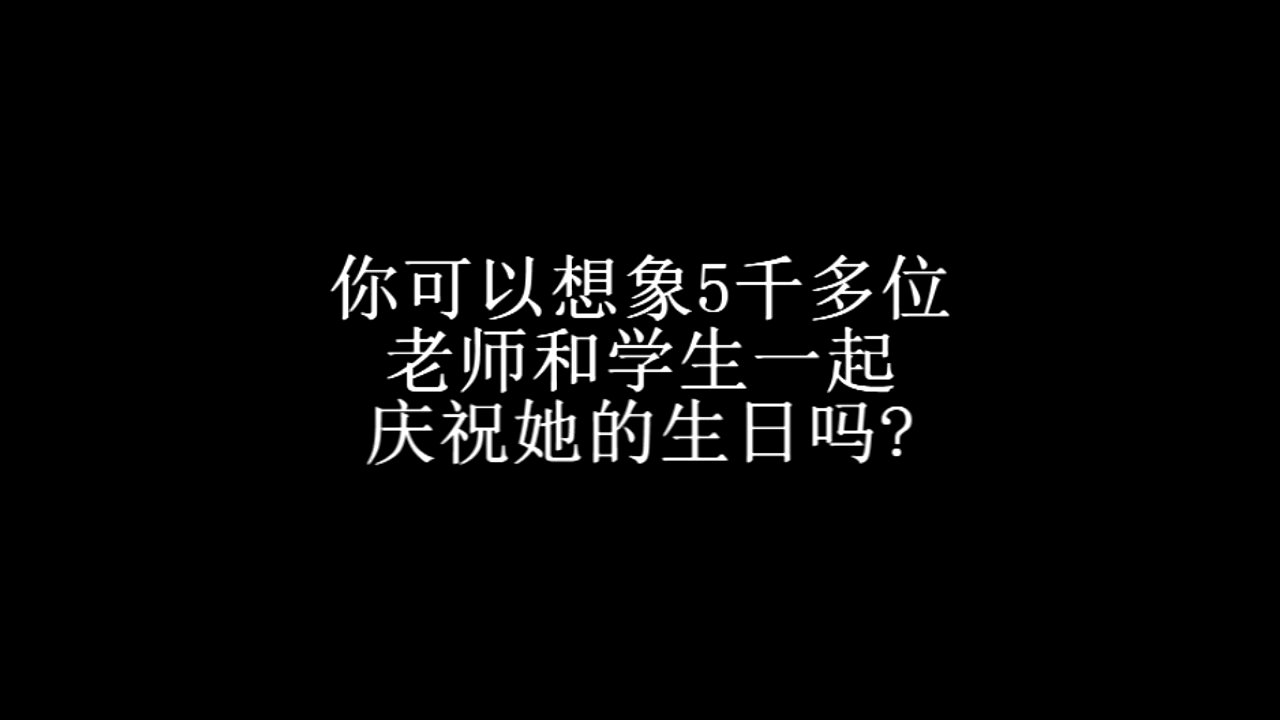 你可以想象5千多位
老师和学生一起
庆祝她的生日吗?